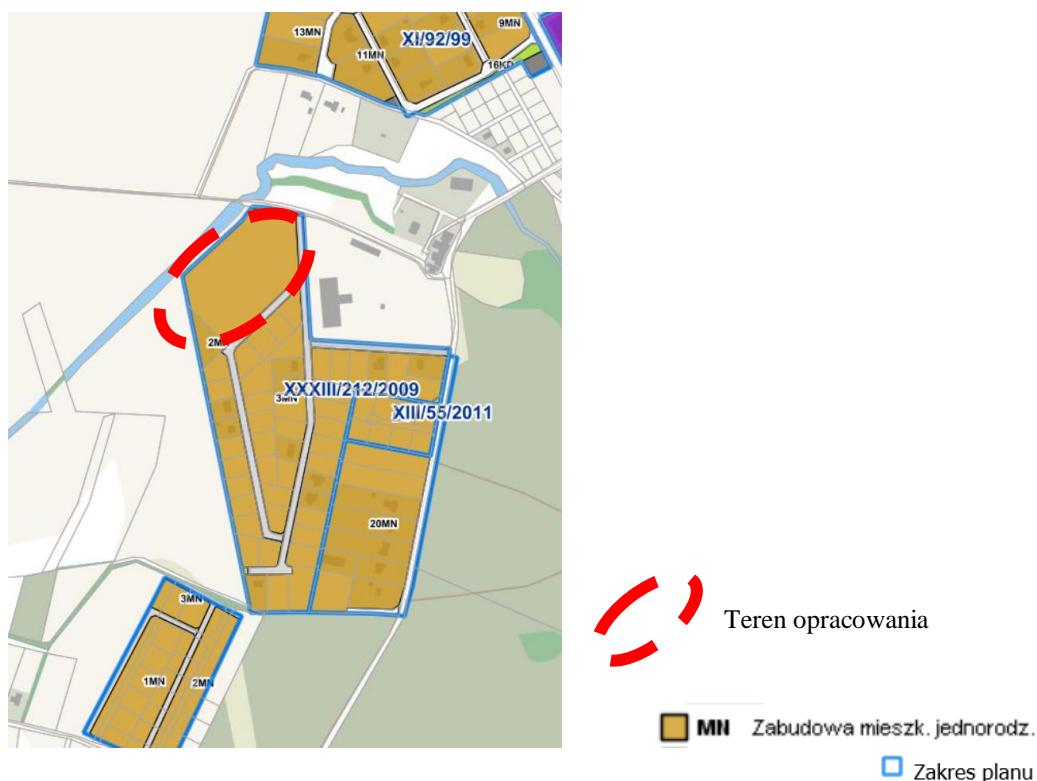 9MN
13MN
XI/92/99
11MN
16KD
2MN
XXXIII/212/2009
3MN
XIII/55/2011
20MN
3MN
1MN
2MN
Teren opracowania
MN Zabudowa mieszk. jednorodz.
Zakres planu